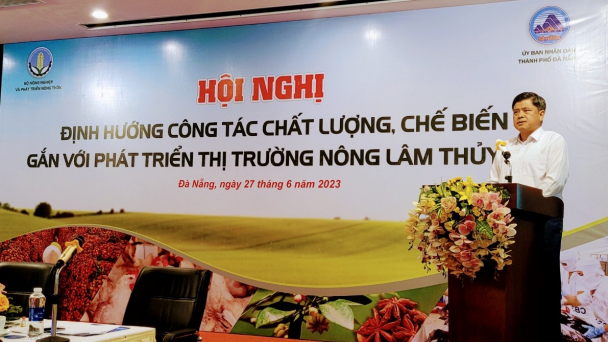 BỘ NÔNG NGHIỆP
VÀ PHÁT TRIỂN NÔNG THÔN
ỦY BAN NHÂN DÂN
THÀNH PHỐ ĐÀ NẴNG
HỘI NGHỊ
ĐỊNH HƯỚNG CÔNG TÁC CHẤT LƯỢNG, CHẾ BIẾN
GẮN VỚI PHÁT TRIỂN THỊ TRƯỜNG NÔNG LÂM THỦY
Đà Nẵng, ngày 27 tháng 6 năm 2023